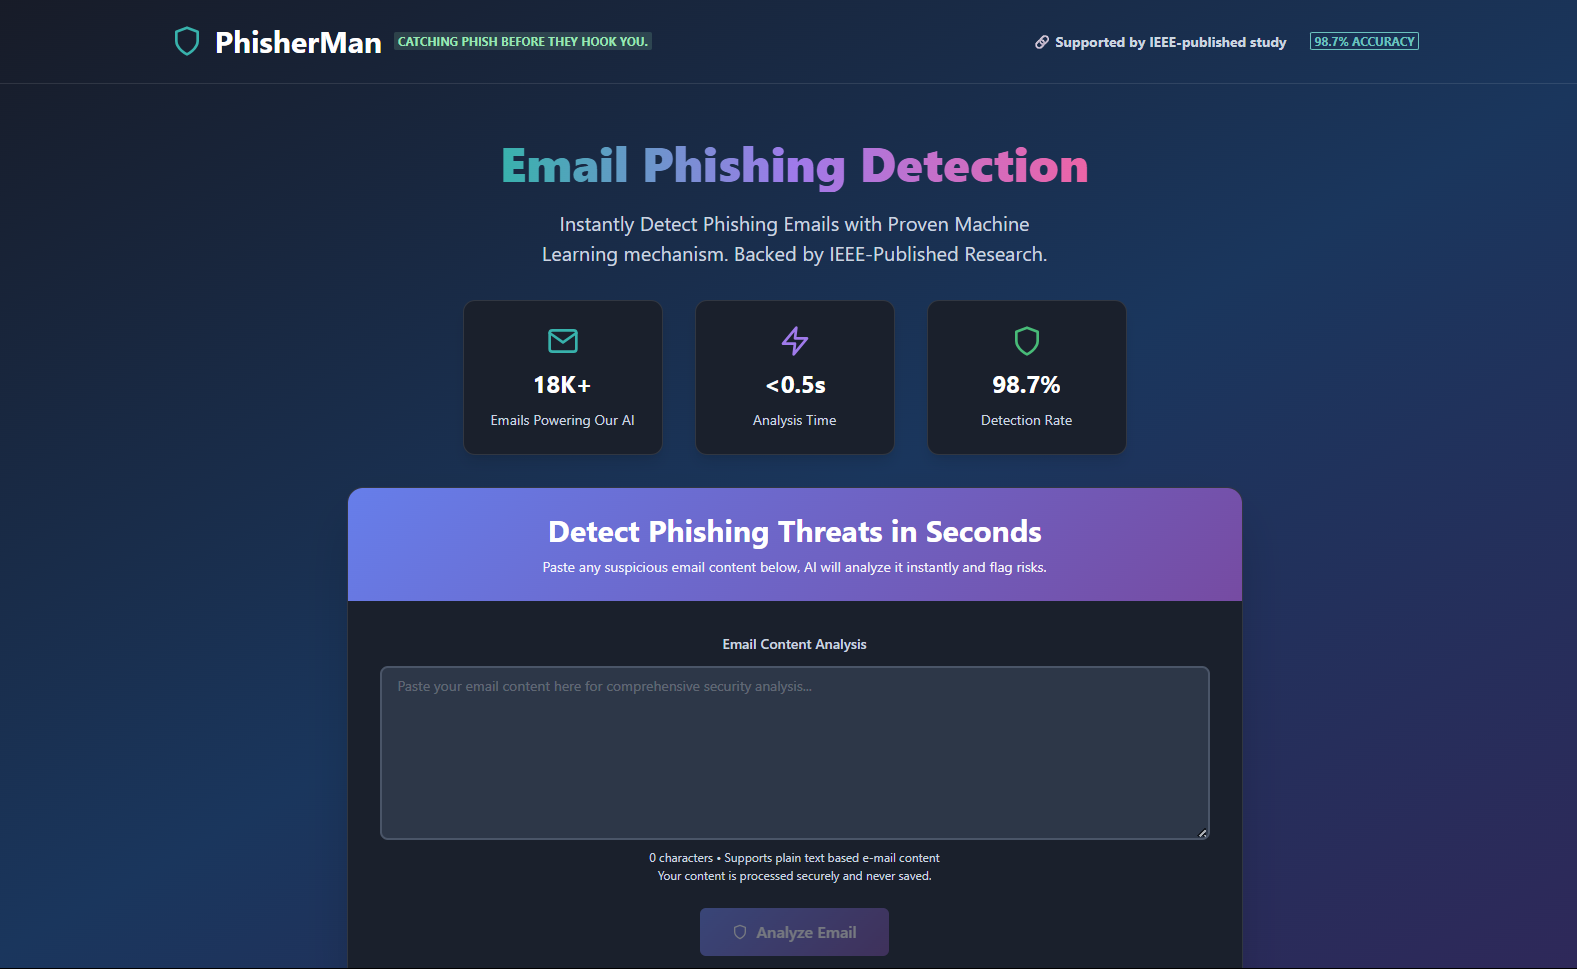 PhisherMan
CATCHING PHISH BEFORE THEY HOOK YOU.
Supported by IEEE-published study
98.7% ACCURACY
Email Phishing Detection
Instantly Detect Phishing Emails with Proven Machine
Learning mechanism. Backed by IEEE-Published Research.
18K+
Emails Powering Our AI
<0.5s
Analysis Time
98.7%
Detection Rate
Detect Phishing Threats in Seconds
Paste any suspicious email content below, AI will analyze it instantly and flag risks.
Email Content Analysis
Paste your email content here for comprehensive security analysis...
0 characters • Supports plain text based e-mail content
Your content is processed securely and never saved.
Analyze Email